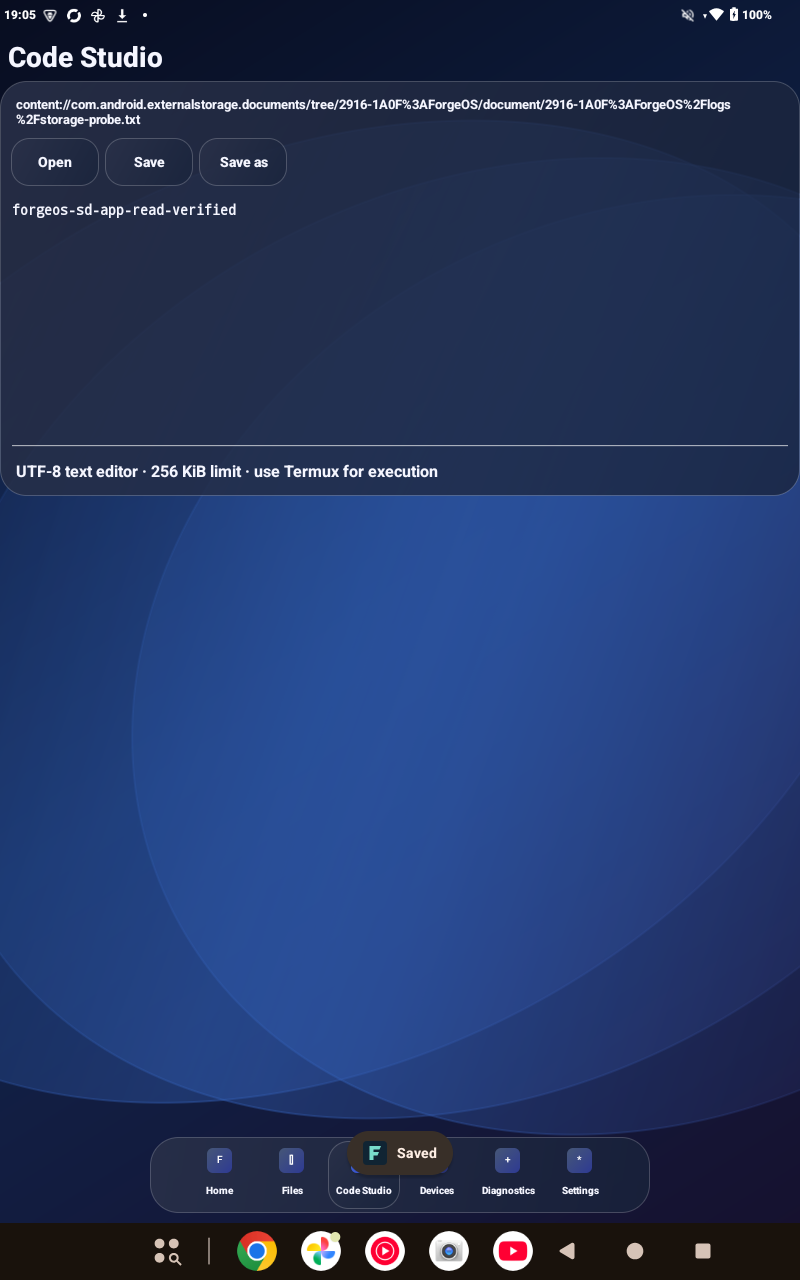 19:05
100%
Code Studio
content://com.android.externalstorage.documents/tree/2916-1A0F%3AForgeOS/document/2916-1A0F%3AForgeOS%2Flogs
%2Fstorage-probe.txt
Open Save Save as
forgeos-sd-app-read-verified
UTF-8 text editor · 256 KiB limit · use Termux for execution
F + *
Saved
Home Files Code Studio Devices Diagnostics Settings